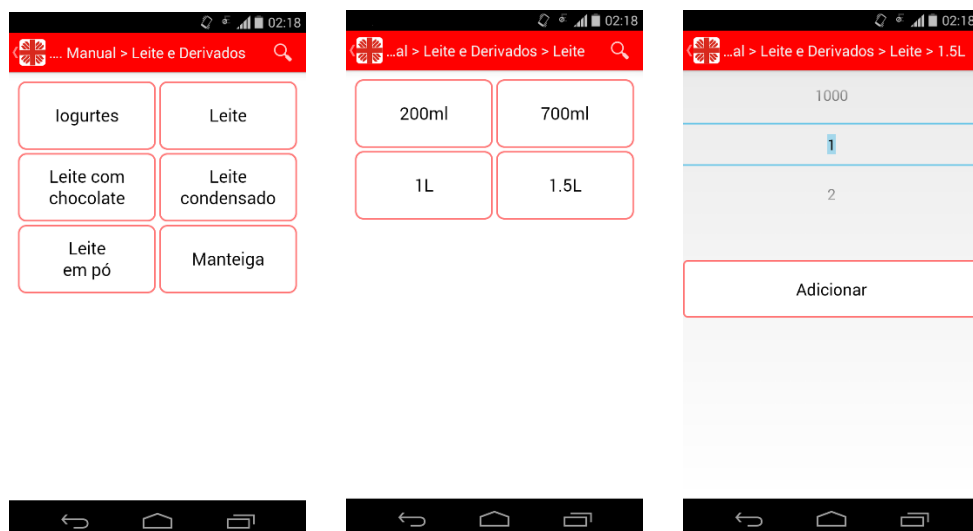 02:18
.... Manual > Leite e Derivados
Iogurtes
Leite
Leite com
chocolate
Leite
condensado
Leite
em pó
Manteiga
02:18
...al > Leite e Derivados > Leite
200ml
700ml
1L
1.5L
02:18
...al > Leite e Derivados > Leite > 1.5L
1000
1
2
Adicionar